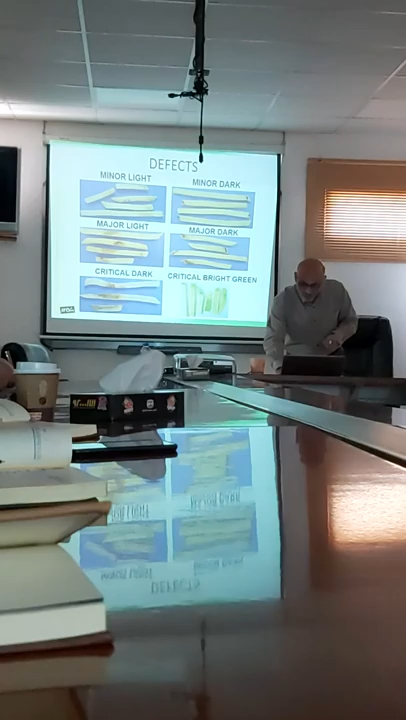 DEFECTS
MINOR LIGHT
MINOR DARK
MAJOR LIGHT
MAJOR DARK
CRITICAL DARK
CRITICAL BRIGHT GREEN